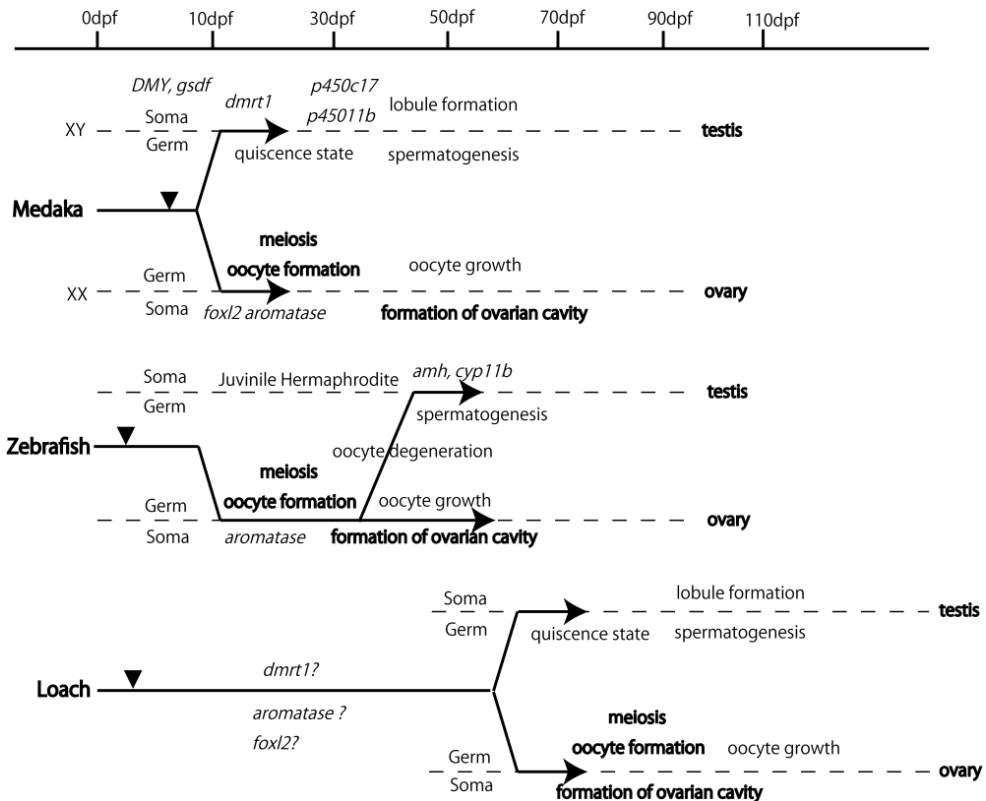 0dpf 10dpf 30dpf 50dpf 70dpf 90dpf 110dpf
DMY, gsdf
dmrt1
p450c17
p45011b
lobule formation
XY
Soma
Germ
quiscence state
spermatogenesis
testis
Medaka
meiosis
oocyte formation
oocyte growth
XX
Germ
Soma
foxl2 aromatase
formation of ovarian cavity
ovary
Soma
Germ
Juvinile Hermaphrodite
amh, cyp11b
spermatogenesis
testis
Zebrafish
oocyte degeneration
meiosis
oocyte formation
oocyte growth
Germ
Soma
aromatase
formation of ovarian cavity
ovary
Soma
Germ
lobule formation
quiscence state
spermatogenesis
testis
Loach
dmrt1?
aromatase ?
foxl2?
meiosis
oocyte formation
oocyte growth
Germ
Soma
formation of ovarian cavity
ovary